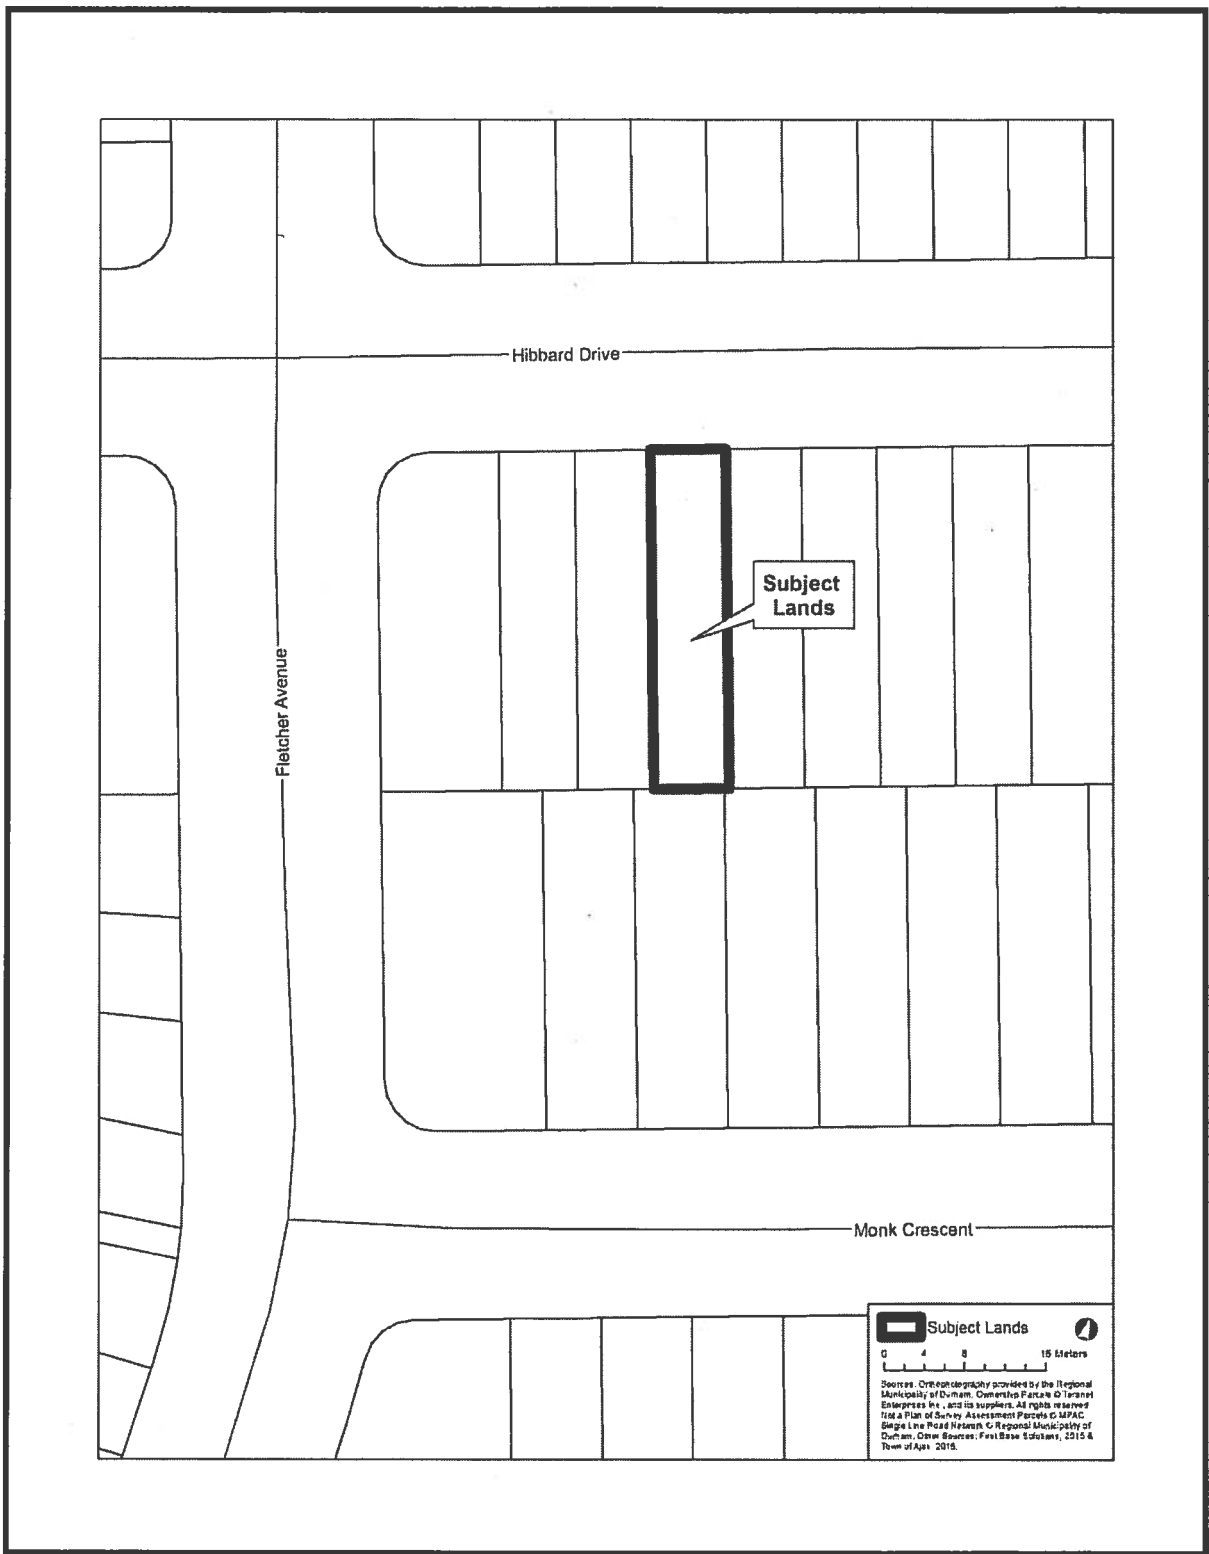 Hibbard Drive
Subject
Lands
Fletcher Avenue
Monk Crescent
Subject Lands
0 4 8 16 Meters
Sources: Orthophotography provided by the Regional
Municipality of Durham. Ownership Parcels © Teranet
Enterprises Inc., and its suppliers. All rights reserved
Not a Plan of Survey Assessment Parcels © MPAC
Single Line Road Network © Regional Municipality of
Durham. Other Sources: First Base Solutions, 2015 &
Town of Ajax